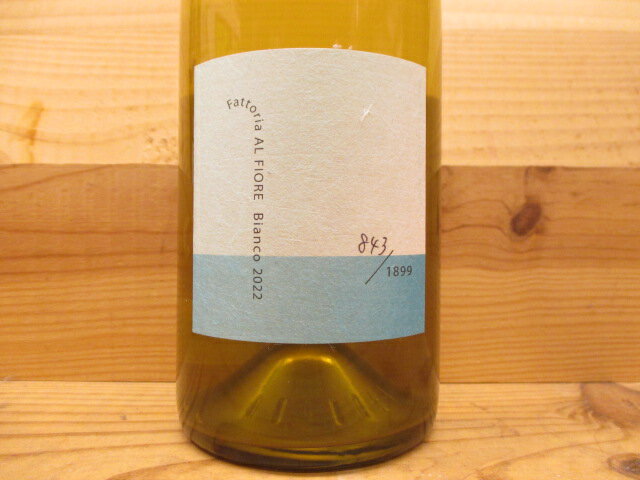 Fattoria AL FIORE Bianco 2022
843/1899